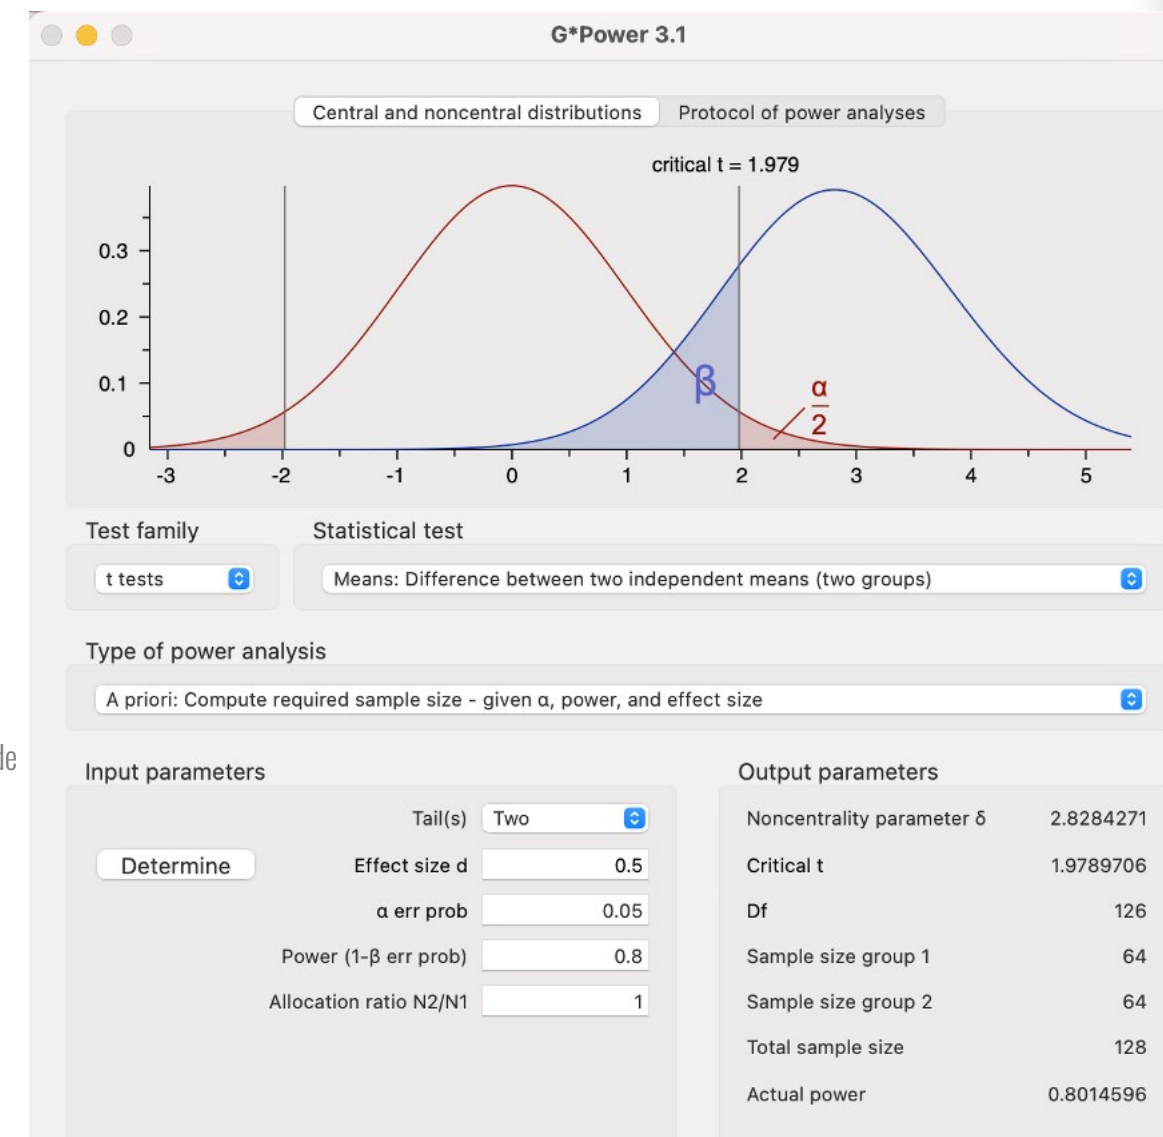 G*Power 3.1
Central and noncentral distributions Protocol of power analyses
critical t = 1.979
0.3
0.2
0.1
0
β
α
2
-3 -2 -1 0 1 2 3 4 5
Test family Statistical test
t tests Means: Difference between two independent means (two groups)
Type of power analysis
A priori: Compute required sample size - given α, power, and effect size
Input parameters Output parameters
Tail(s) Two Noncentrality parameter δ 2.8284271
Determine Effect size d 0.5 Critical t 1.9789706
α err prob 0.05 Df 126
Power (1-β err prob) 0.8 Sample size group 1 64
Allocation ratio N2/N1 1 Sample size group 2 64
Total sample size 128
Actual power 0.8014596